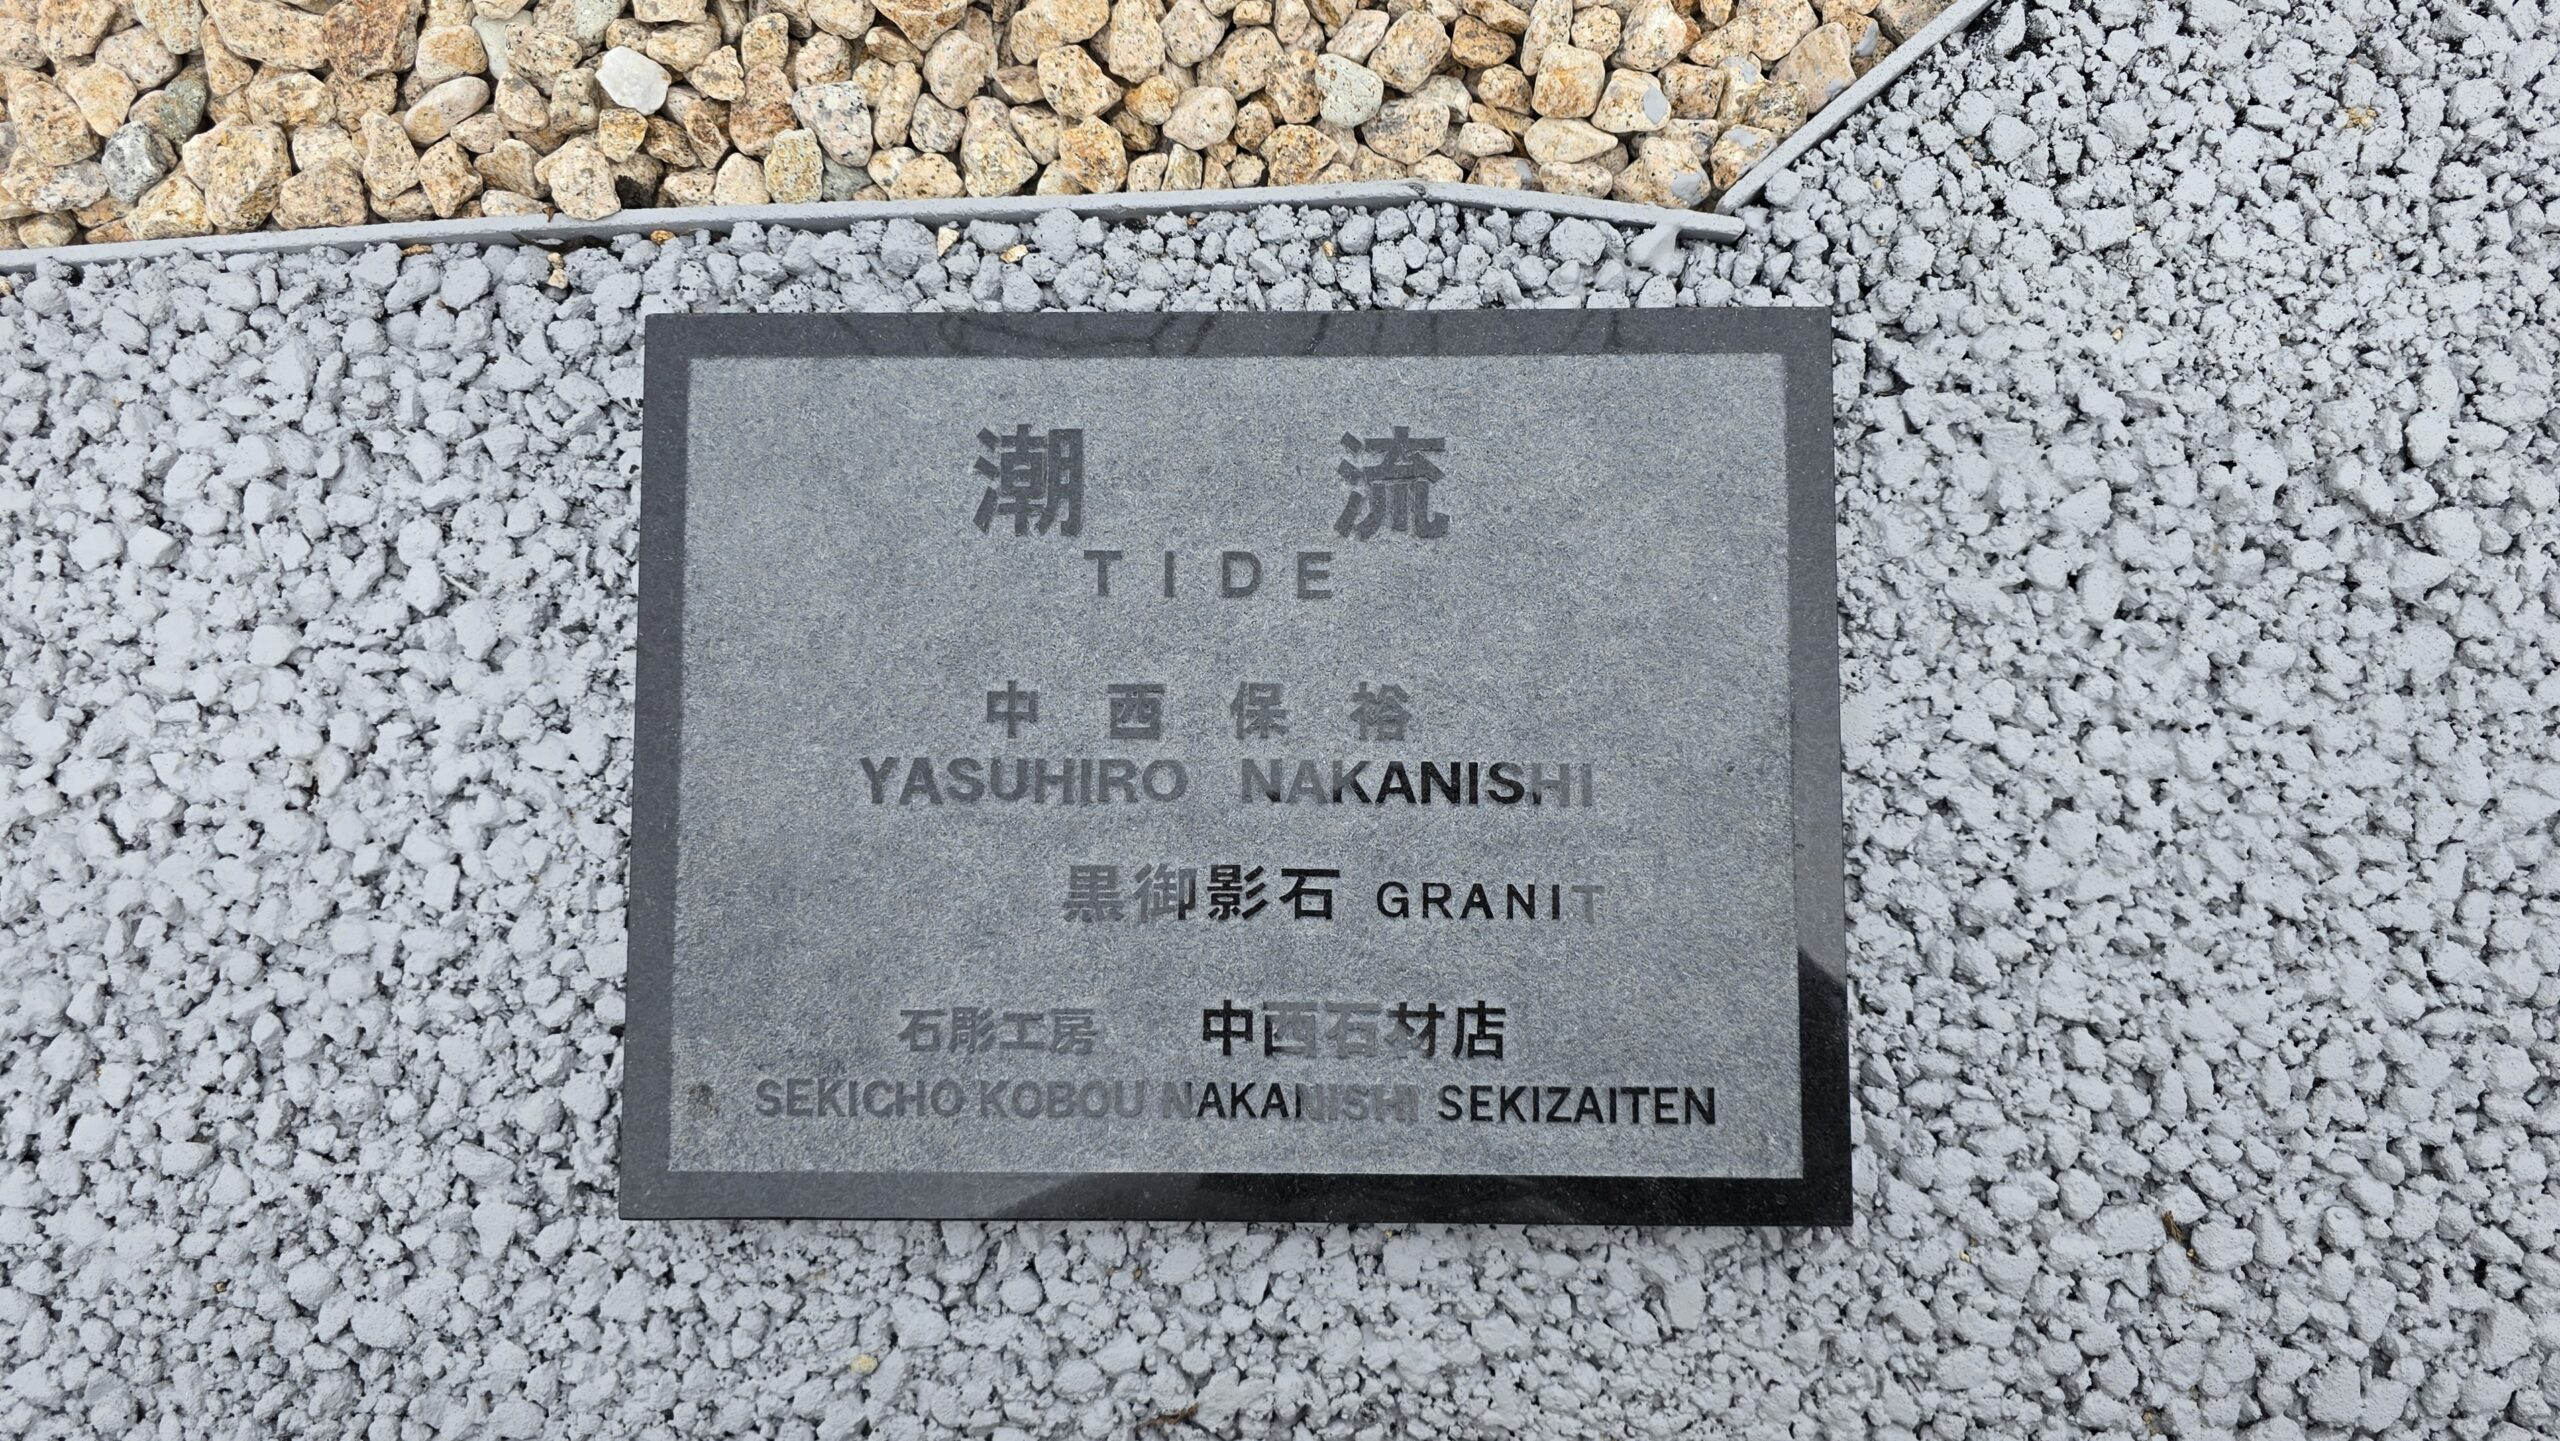 潮流
TIDE
中西保裕
YASUHIRO NAKANISHI
黒御影石 GRANIT
石彫工房 中西石材店
SEKICHO KOBOU NAKANISHI SEKIZAITEN